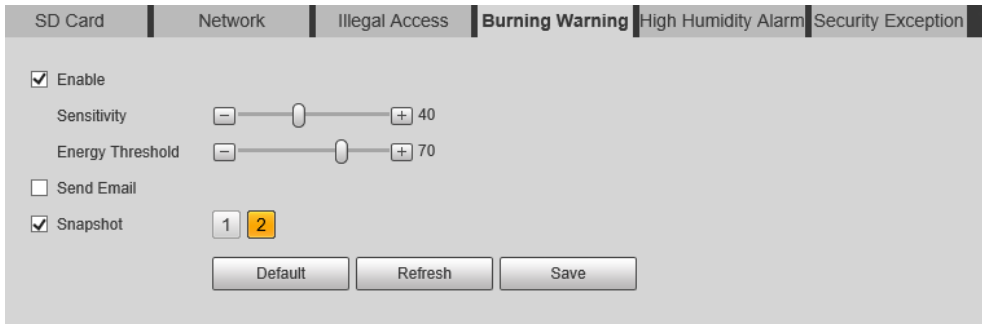 SD Card Network Illegal Access Burning Warning High Humidity Alarm Security Exception
Enable
Sensitivity 40
Energy Threshold 70
Send Email
Snapshot 1 2
Default Refresh Save